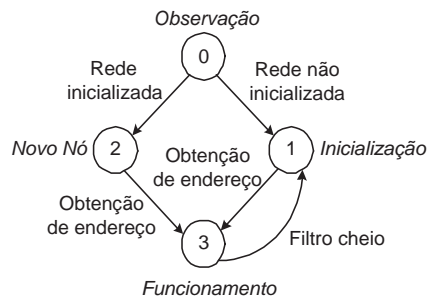 Observação
0
Rede
inicializada
Rede não
inicializada
Novo Nó
2
Obtenção
de endereço
1
Inicialização
Obtenção
de endereço
3
Filtro cheio
Funcionamento